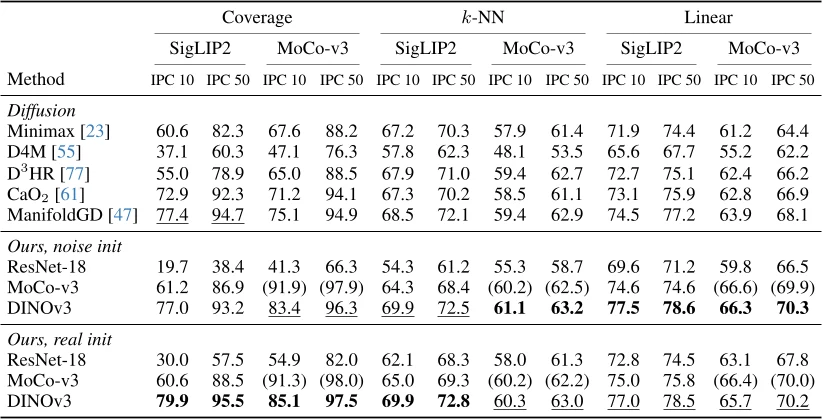 Coverage k-NN Linear
SigLIP2 MoCo-v3 SigLIP2 MoCo-v3 SigLIP2 MoCo-v3
Method IPC 10 IPC 50 IPC 10 IPC 50 IPC 10 IPC 50 IPC 10 IPC 50 IPC 10 IPC 50 IPC 10 IPC 50
Diffusion
Minimax [23] 60.6 82.3 67.6 88.2 67.2 70.3 57.9 61.4 71.9 74.4 61.2 64.4
D4M [55] 37.1 60.3 47.1 76.3 57.8 62.3 48.1 53.5 65.6 67.7 55.2 62.2
D³HR [77] 55.0 78.9 65.0 88.5 67.9 71.0 59.4 62.7 72.7 75.1 62.4 66.2
CaO₂ [61] 72.9 92.3 71.2 94.1 67.3 70.2 58.5 61.1 73.1 75.9 62.8 66.9
ManifoldGD [47] 77.4 94.7 75.1 94.9 68.5 72.1 59.4 62.9 74.5 77.2 63.9 68.1
Ours, noise init
ResNet-18 19.7 38.4 41.3 66.3 54.3 61.2 55.3 58.7 69.6 71.2 59.8 66.5
MoCo-v3 61.2 86.9 (91.9) (97.9) 64.3 68.4 (60.2) (62.5) 74.6 74.6 (66.6) (69.9)
DINOv3 77.0 93.2 83.4 96.3 69.9 72.5 61.1 63.2 77.5 78.6 66.3 70.3
Ours, real init
ResNet-18 30.0 57.5 54.9 82.0 62.1 68.3 58.0 61.3 72.8 74.5 63.1 67.8
MoCo-v3 60.6 88.5 (91.3) (98.0) 65.0 69.3 (60.2) (62.2) 75.0 75.8 (66.4) (70.0)
DINOv3 79.9 95.5 85.1 97.5 69.9 72.8 60.3 63.0 77.0 78.5 65.7 70.2